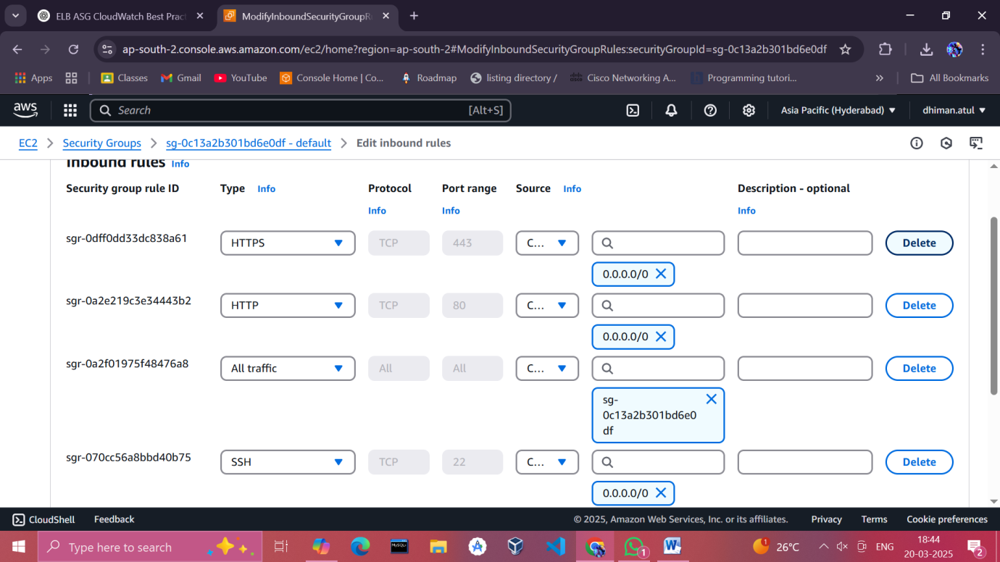 ELB ASG CloudWatch Best Pract
ModifyInboundSecurityGroupRu
ap-south-2.console.aws.amazon.com/ec2/home?region=ap-south-2#ModifyInboundSecurityGroupRules:securityGroupId=sg-0c13a2b301bd6e0df
Apps
Classes
Gmail
YouTube
Console Home | Co...
Roadmap
listing directory /
Cisco Networking A...
Programming tutori...
»
All Bookmarks
aws
Search
[Alt+S]
Asia Pacific (Hyderabad)
dhiman.atul
EC2
Security Groups
sg-0c13a2b301bd6e0df - default
Edit inbound rules
Inbound rules Info
Security group rule ID
Type Info
Protocol
Info
Port range
Info
Source Info
Description - optional
Info
sgr-0dff0dd33dc838a61
HTTPS
TCP
443
C...
0.0.0.0/0
Delete
sgr-0a2e219c3e34443b2
HTTP
TCP
80
C...
0.0.0.0/0
Delete
sgr-0a2f01975f48476a8
All traffic
All
All
C...
sg-
0c13a2b301bd6e0
df
Delete
sgr-070cc56a8bbd40b75
SSH
TCP
22
C...
0.0.0.0/0
Delete
CloudShell
Feedback
© 2025, Amazon Web Services, Inc. or its affiliates.
Privacy
Terms
Cookie preferences
Type here to search
MySQL
1
W
1
26°C
ENG
18:44
20-03-2025
2